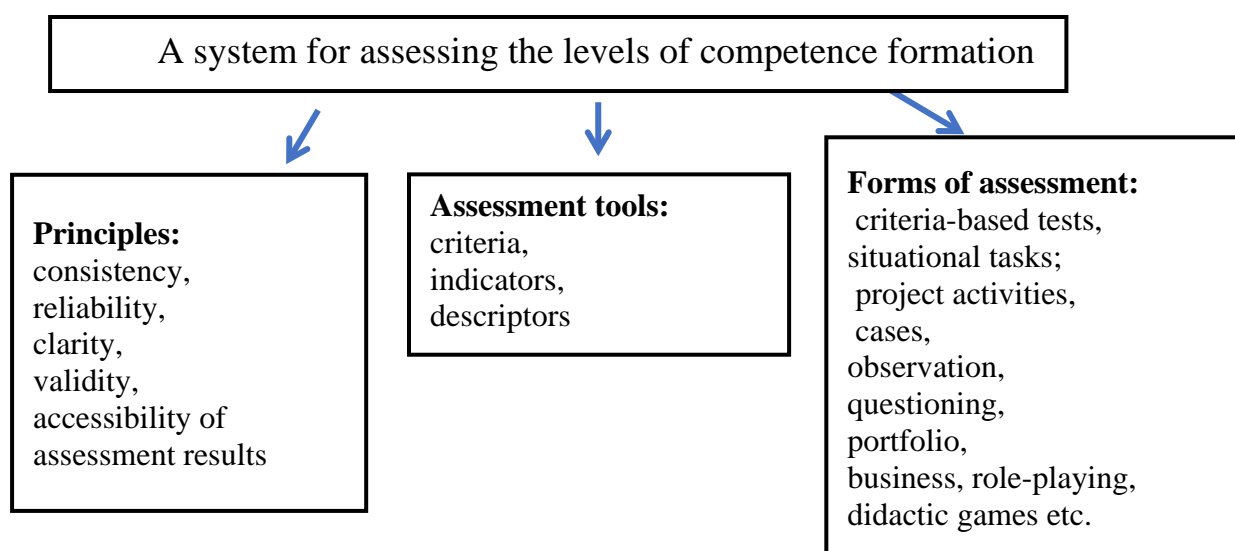 A system for assessing the levels of competence formation
Principles:
consistency,
reliability,
clarity,
validity,
accessibility of
assessment results
Assessment tools:
criteria,
indicators,
descriptors
Forms of assessment:
criteria-based tests,
situational tasks;
project activities,
cases,
observation,
questioning,
portfolio,
business, role-playing,
didactic games etc.